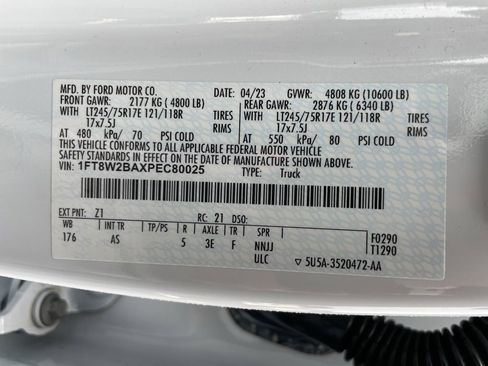 MFD. BY FORD MOTOR CO. 04/23 GVWR: 4808 KG (10600 LB)
FRONT GAWR: 2177 KG (4800 LB) REAR GAWR: 2876 KG (6340 LB)
LT245/75R17E 121/118R TIRES LT245/75R17E 121/118R TIRES
17x7.5J RIMS 17x7.5J RIMS
AT 480 kPa/ 70 PSI COLD AT 550 kPa/ 80 PSI COLD
THIS VEHICLE CONFORMS TO ALL APPLICABLE FEDERAL MOTOR VEHICLE
SAFETY STANDARDS IN EFFECT ON THE DATE OF MANUFACTURE SHOWN ABOVE.
VIN: 1FT8W2BAXPEC80025 TYPE: Truck
EXT PNT: Z1 RC: 21 DSO:
WB INT TR TP/PS R AXLE TR SPR F0290
176 AS 5 3E F NNJJ T1290
ULC ▽ 5U5A-3520472-AA